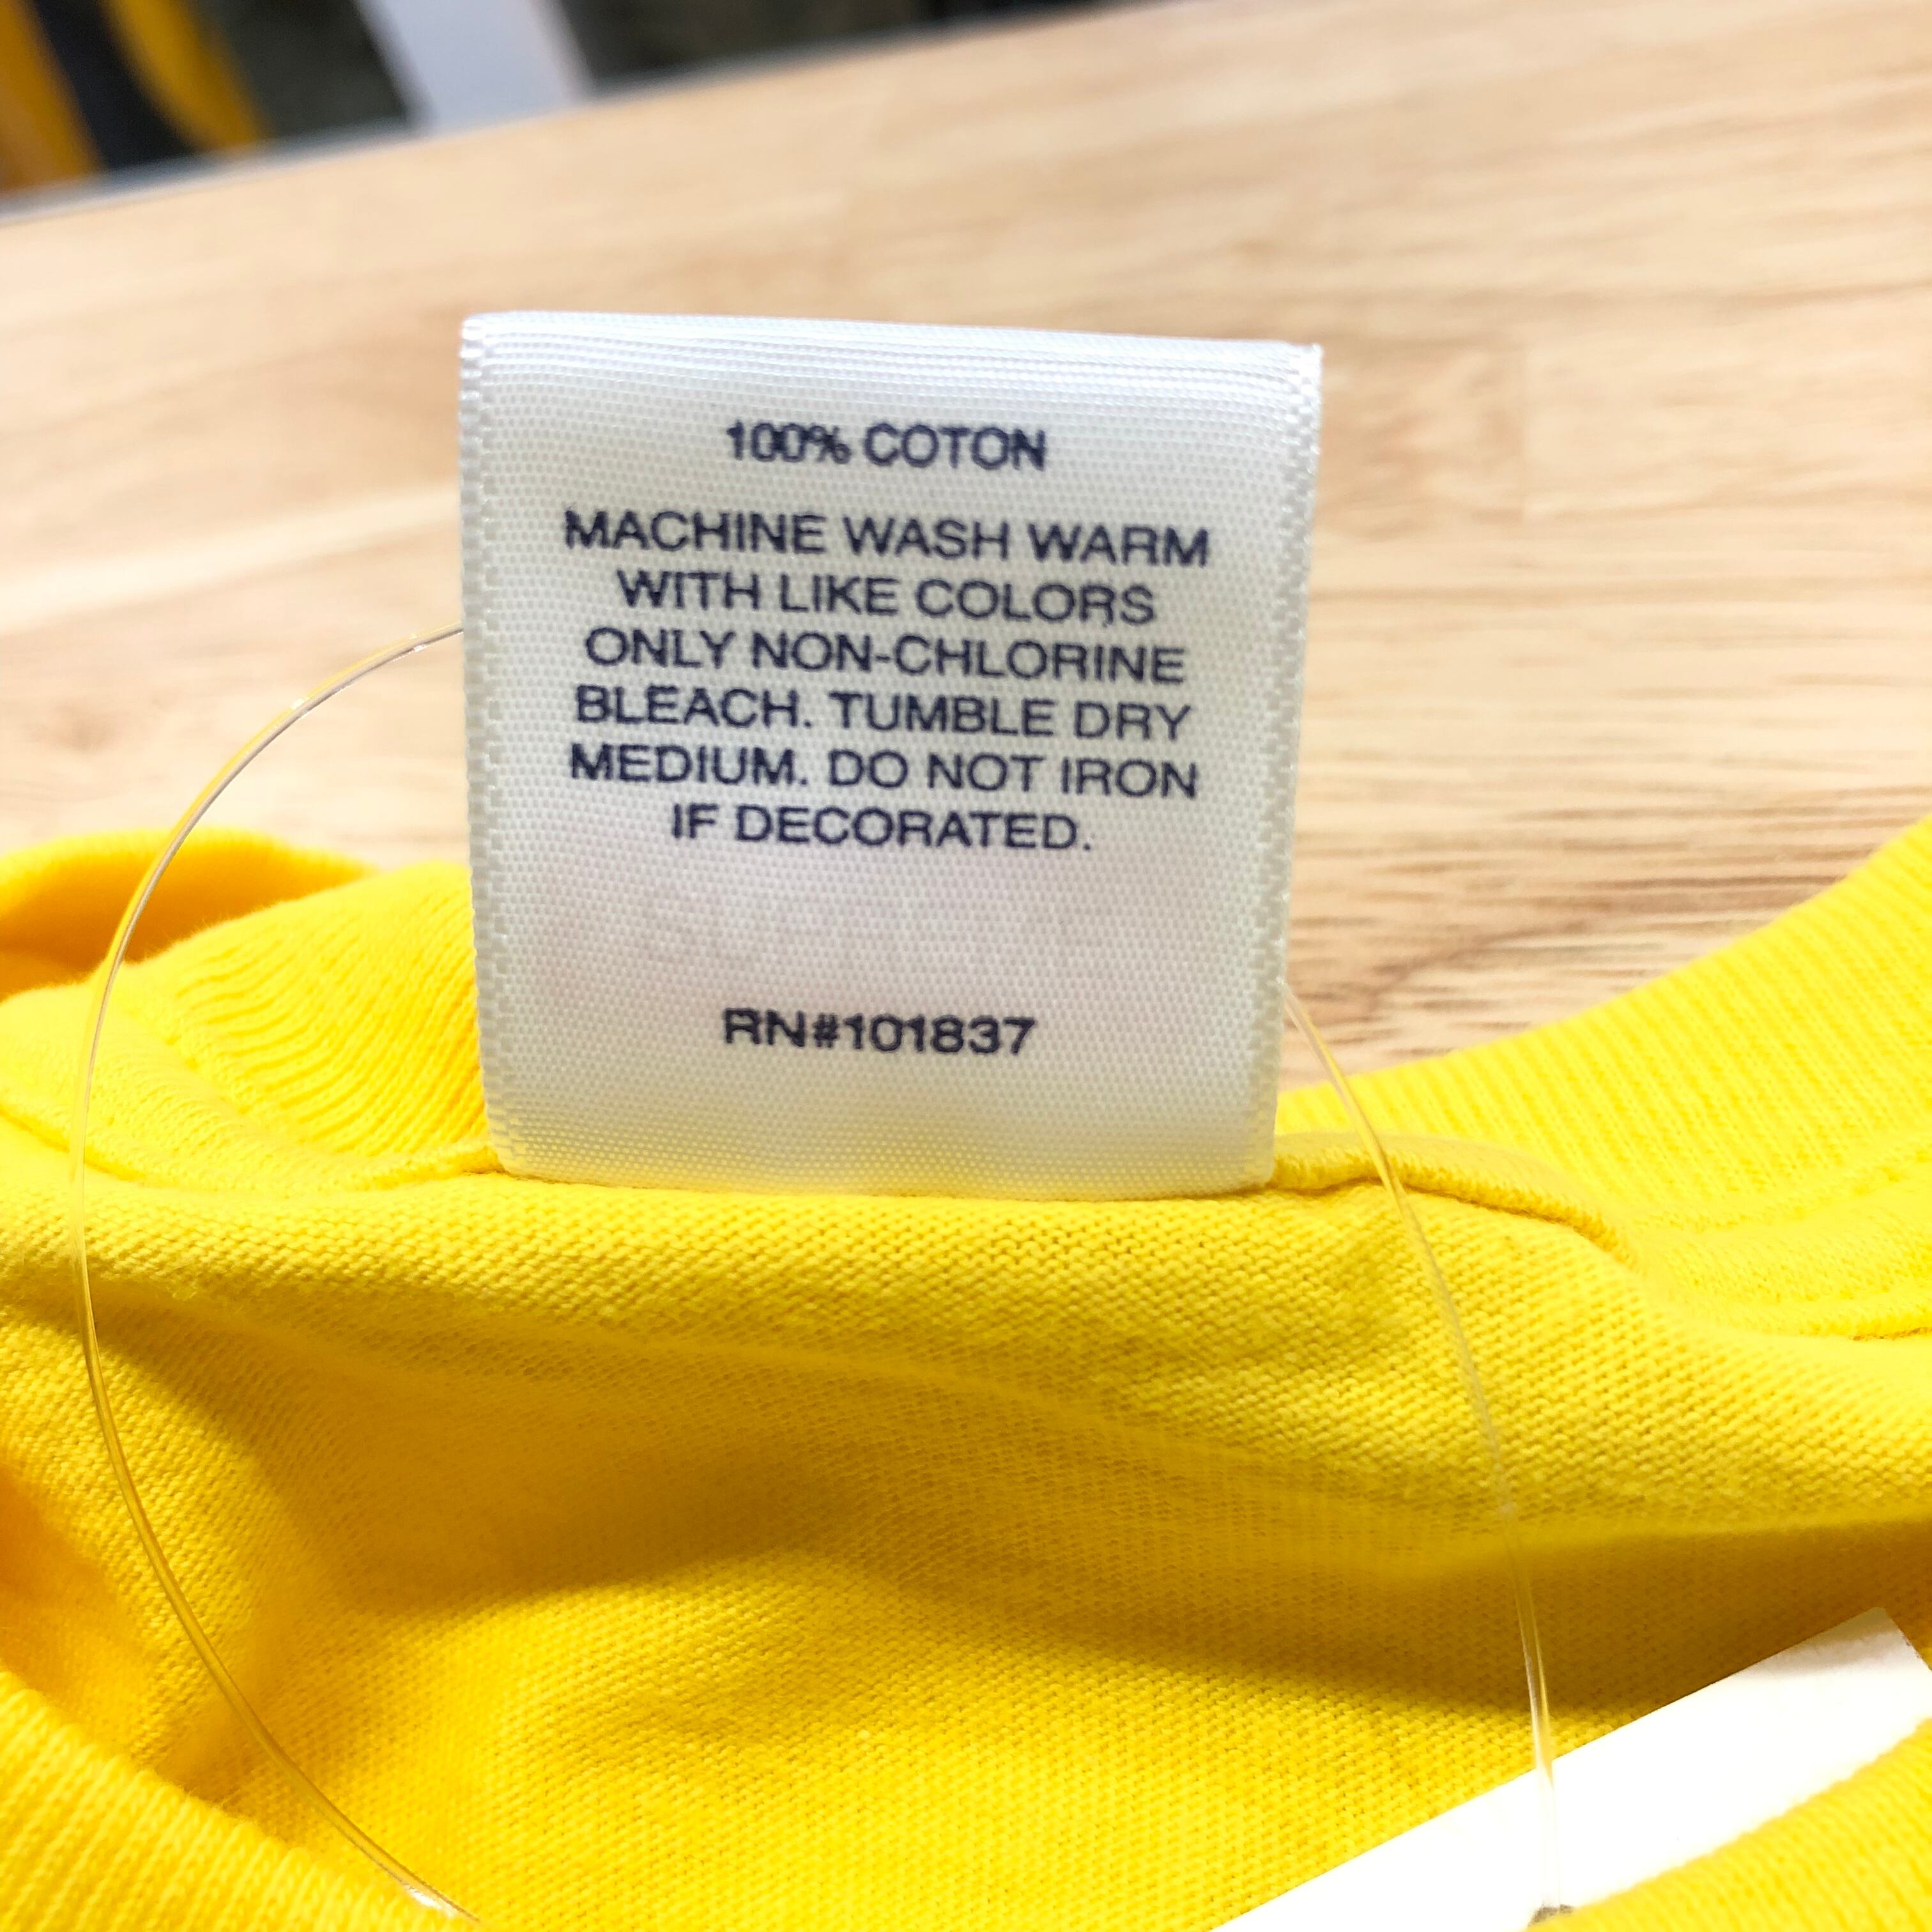 100% COTON
MACHINE WASH WARM
WITH LIKE COLORS
ONLY NON-CHLORINE
BLEACH. TUMBLE DRY
MEDIUM. DO NOT IRON
IF DECORATED.
RN#101837